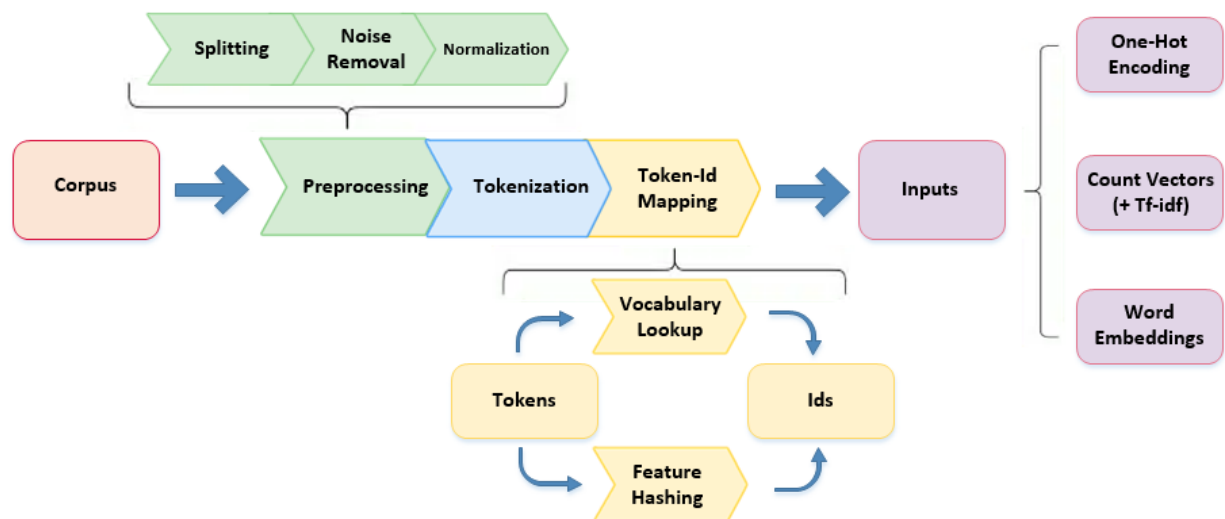 Splitting
Noise
Removal
Normalization
One-Hot
Encoding
Corpus
Preprocessing
Tokenization
Token-Id
Mapping
Inputs
Count Vectors
(+ Tf-idf)
Vocabulary
Lookup
Word
Embeddings
Tokens
Ids
Feature
Hashing